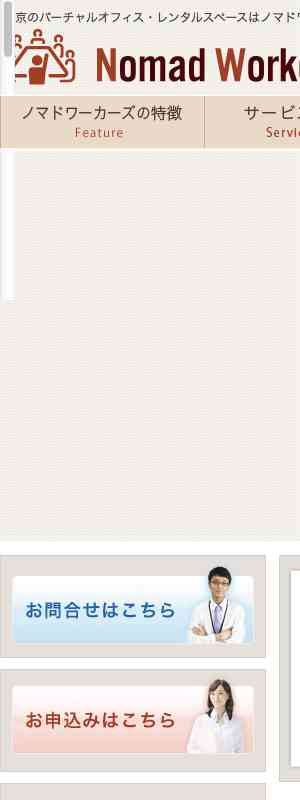 京のバーチャルオフィス・レンタルスペースはノマド
Nomad Work
ノマドワーカーズの特徴
Feature
サービ
Servi
お問合せはこちら
お申込みはこちら